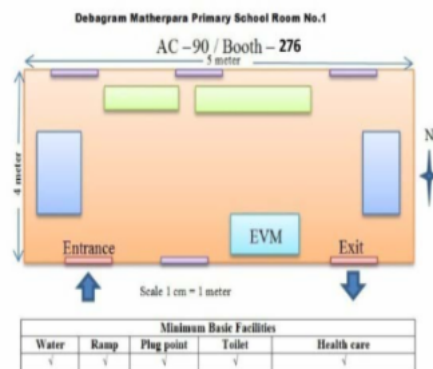 Debagram Matherpara Primary School Room No.1
AC –90 / Booth – 276
5 meter
4 meter
N
EVM
Entrance
Exit
Scale 1 cm = 1 meter
Minimum Basic Facilities
Water Ramp Plug point Toilet Health care
√ √ √ √ √